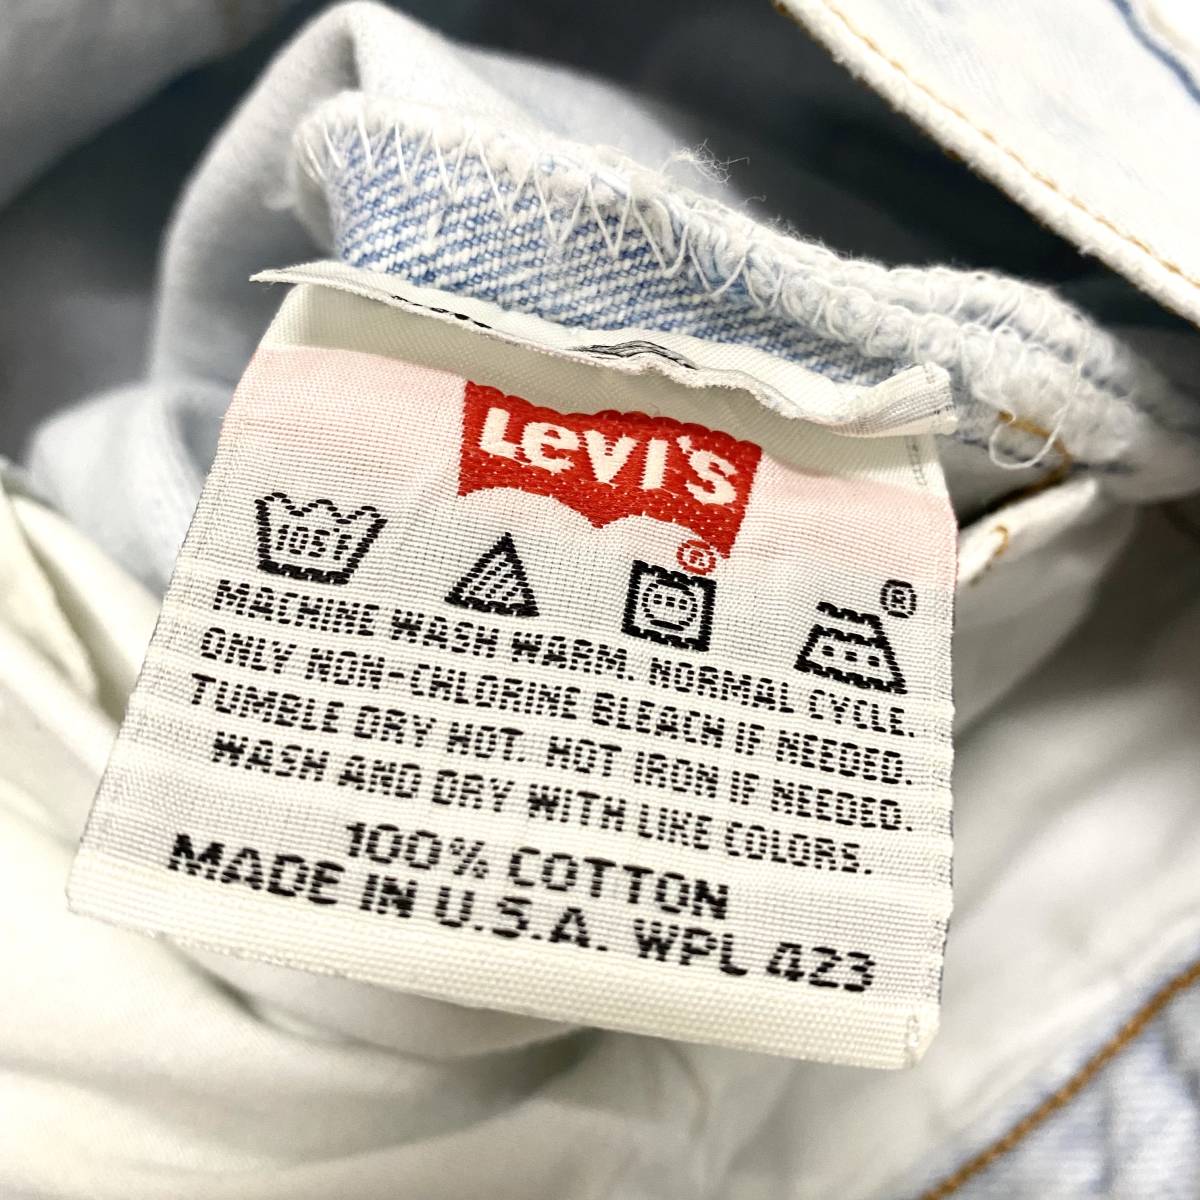 Levi's
®
105°F
®
MACHINE WASH WARM. NORMAL CYCLE.
ONLY NON-CHLORINE BLEACH IF NEEDED.
TUMBLE DRY HOT. HOT IRON IF NEEDED.
WASH AND DRY WITH LIKE COLORS.
100% COTTON
MADE IN U.S.A. WPL 423